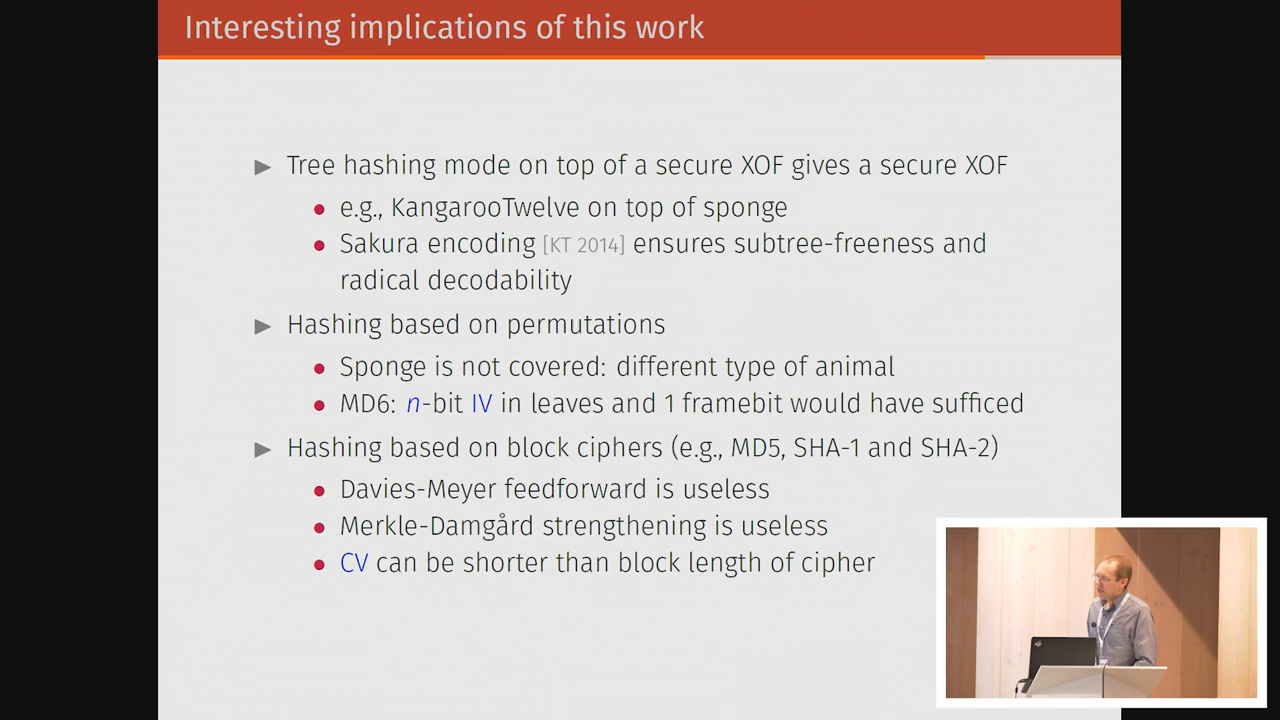 Interesting implications of this work
▶ Tree hashing mode on top of a secure XOF gives a secure XOF
• e.g., KangarooTwelve on top of sponge
• Sakura encoding [KT 2014] ensures subtree-freeness and
radical decodability
▶ Hashing based on permutations
• Sponge is not covered: different type of animal
• MD6: n-bit IV in leaves and 1 framebit would have sufficed
▶ Hashing based on block ciphers (e.g., MD5, SHA-1 and SHA-2)
• Davies-Meyer feedforward is useless
• Merkle-Damgård strengthening is useless
• CV can be shorter than block length of cipher